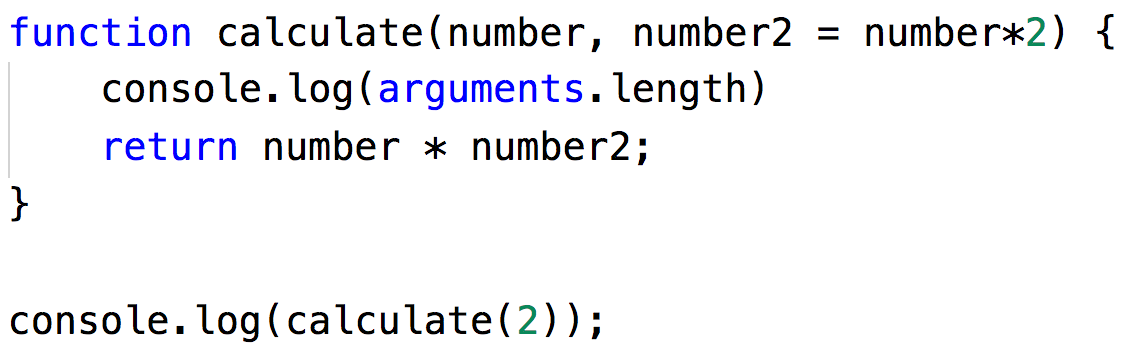 function calculate(number, number2 = number*2) {
    console.log(arguments.length)
    return number * number2;
}

console.log(calculate(2));